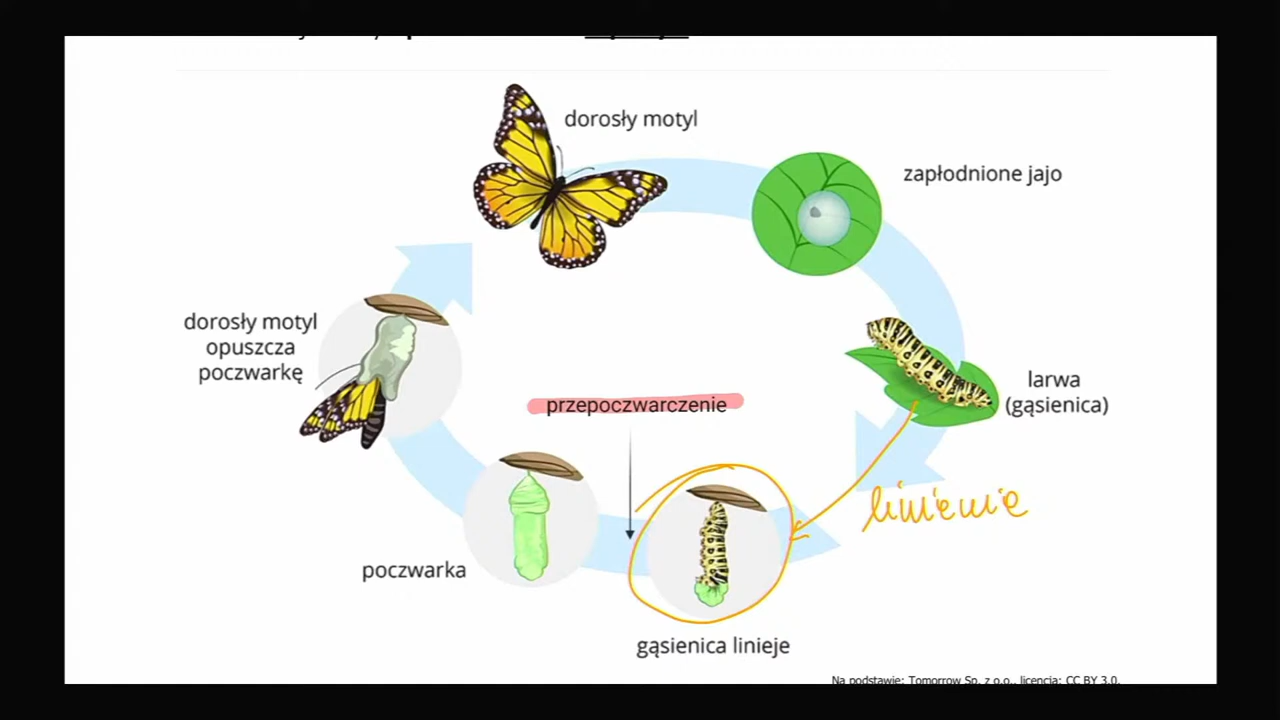 dorosły motyl
zapłodnione jajo
dorosły motyl
opuszcza
poczwarkę
larwa
(gąsienica)
przepoczwarczenie
linienie
poczwarka
gąsienica linieje
Na podstawie: Tomorrow Sp. z o.o., licencja: CC BY 3.0.